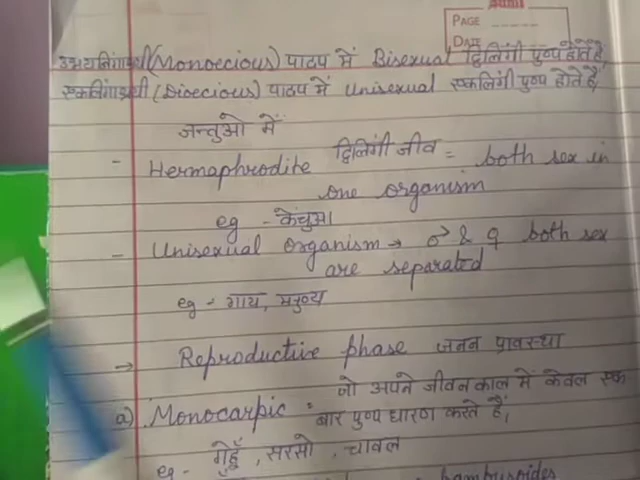 PAGE
DATE
उभयलिंगाश्रयी (Monoecious) पादप में Bisexual द्विलिंगी पुष्प होते हैं,
एकलिंगाश्रयी (Dioecious) पादप में Unisexual एकलिंगी पुष्प होते हैं
जन्तुओ में
- Hermaphrodite द्विलिंगी जीव = both sex in
one organism
eg - केंचुआ
- Unisexual organism → ♂ & ♀ both sex
are separated
eg - गाय, मनुष्य
→ Reproductive phase जनन प्रावस्था
a) Monocarpic = जो अपने जीवन काल में केवल एक
बार पुष्प धारण करते हैं,
eg - गेहूँ, सरसो, चावल